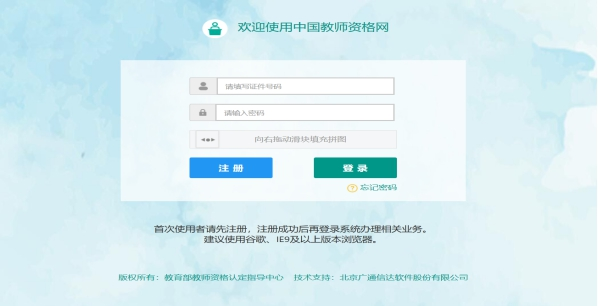 欢迎使用中国教师资格网
请填写证件号码
请输入密码
向右拖动滑块填充拼图
注 册
登 录
忘记密码
首次使用者请先注册，注册成功后再登录系统办理相关业务。
建议使用谷歌、IE9及以上版本浏览器。
版权所有：教育部教师资格认定指导中心 技术支持：北京广通信达软件股份有限公司